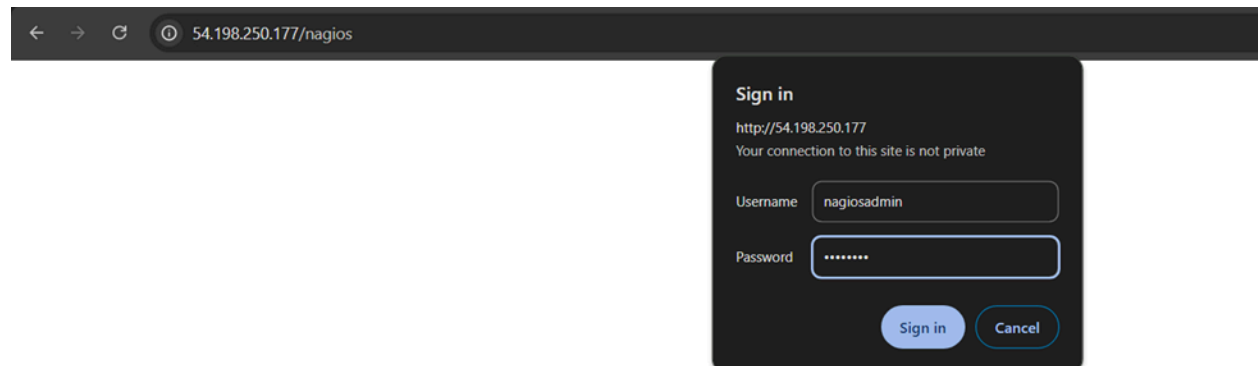 54.198.250.177/nagios
Sign in
http://54.198.250.177
Your connection to this site is not private
Username nagiosadmin
Password ••••••••
Sign in Cancel